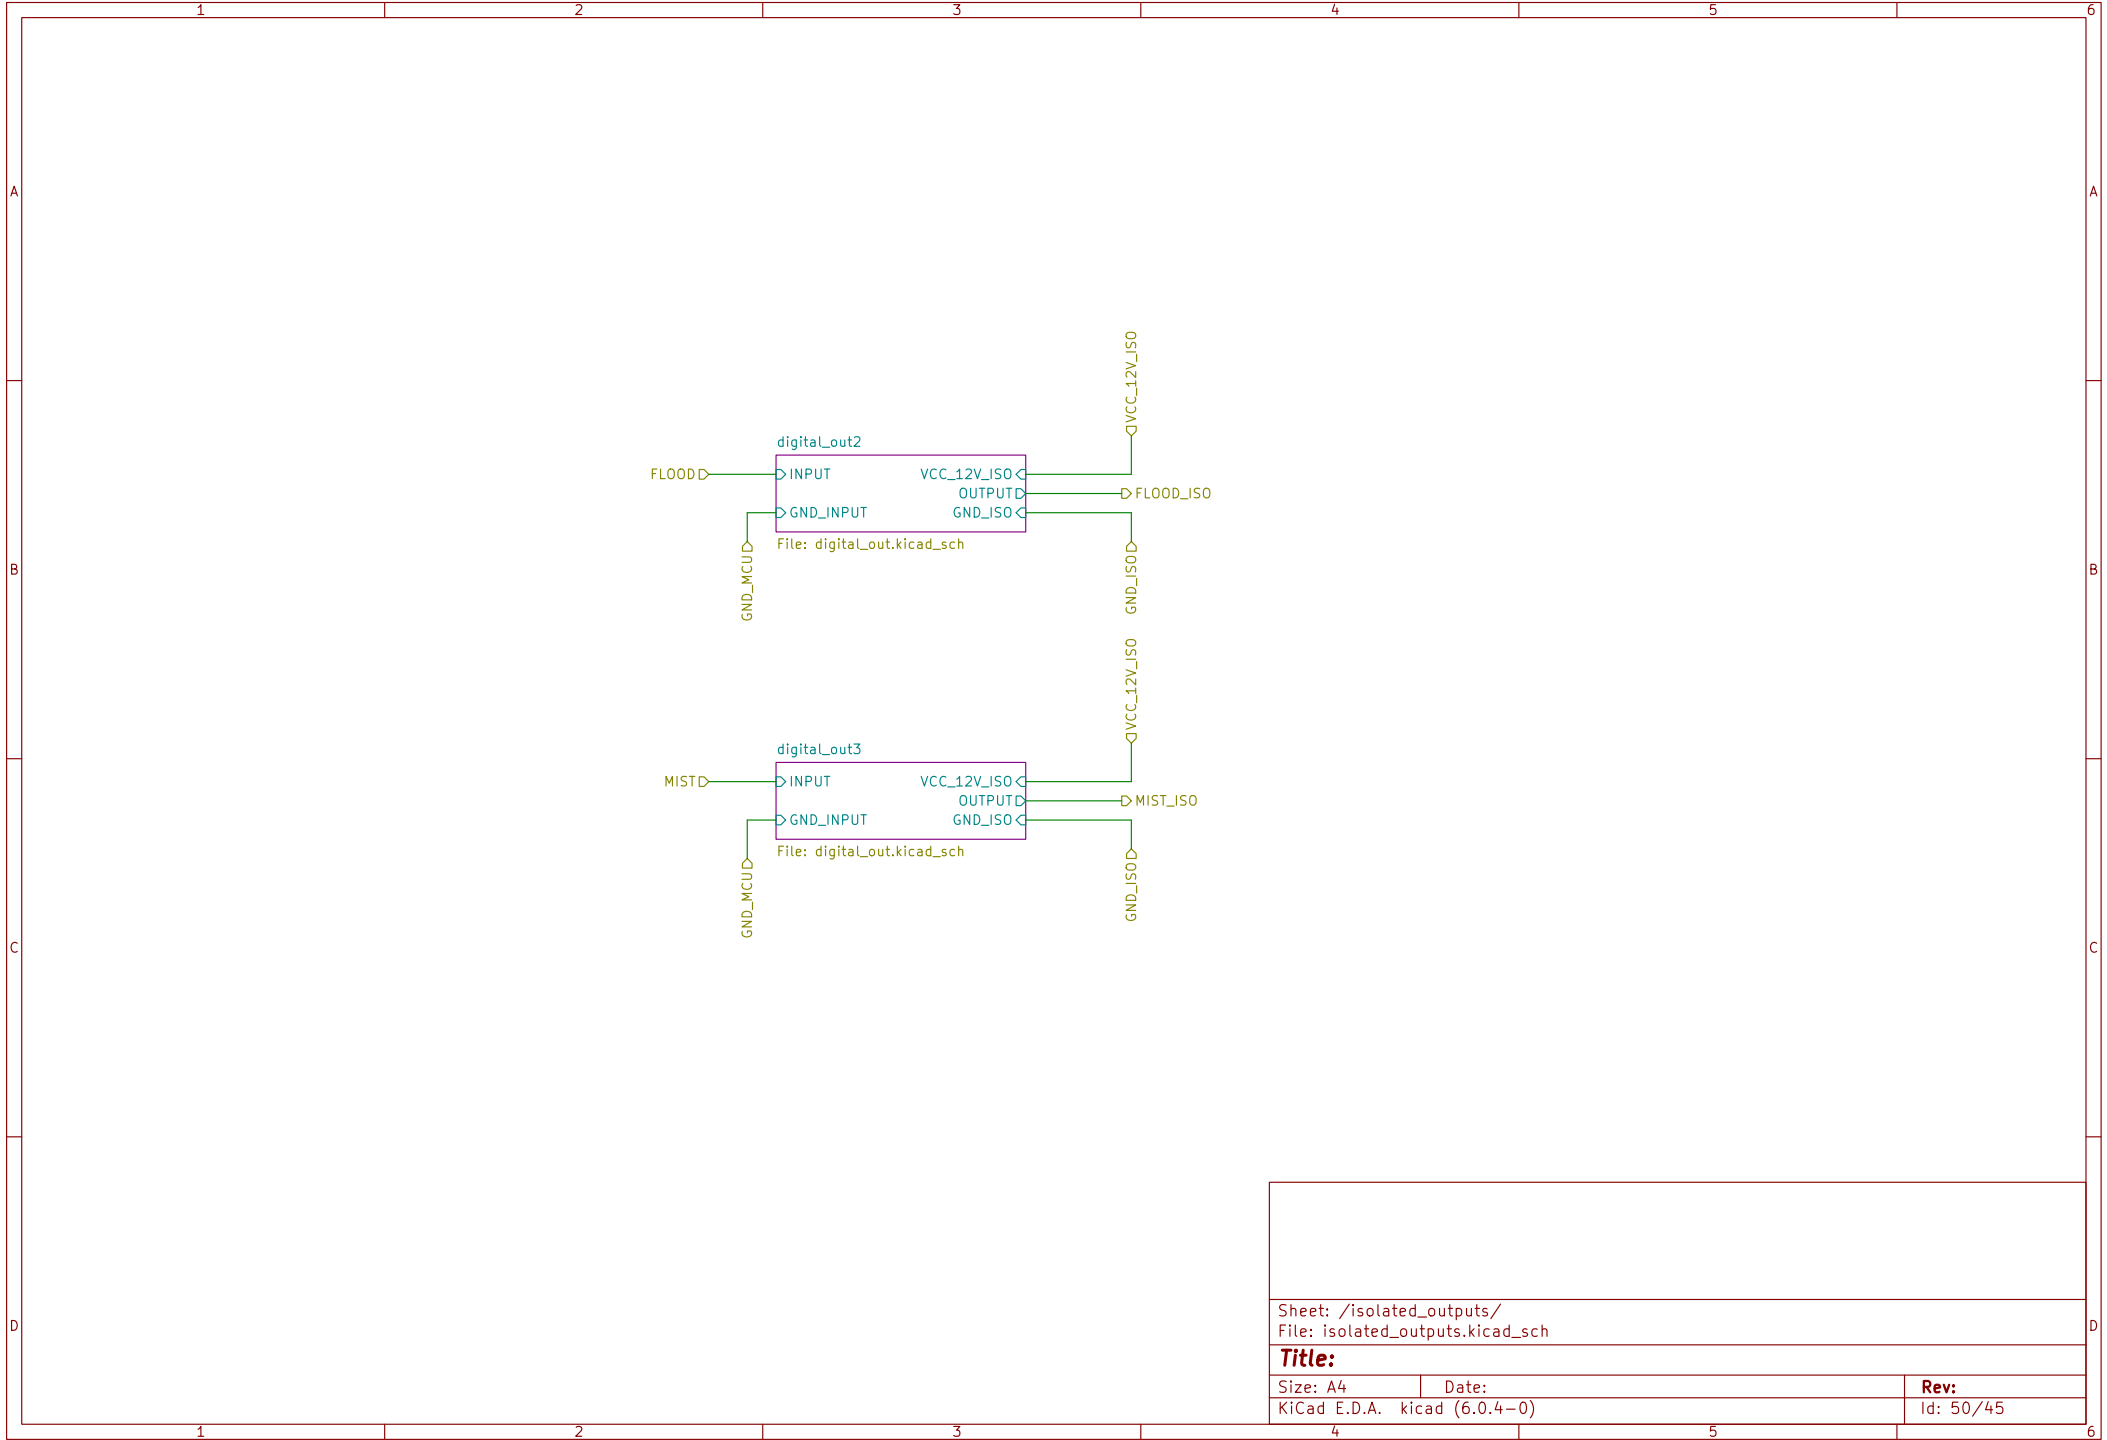 1 2 3 4 5 6
A A
VCC_12V_ISO
digital_out2
FLOOD INPUT VCC_12V_ISO
OUTPUT FLOOD_ISO
GND_INPUT GND_ISO
File: digital_out.kicad_sch
GND_MCU GND_ISO
B B
VCC_12V_ISO
digital_out3
MIST INPUT VCC_12V_ISO
OUTPUT MIST_ISO
GND_INPUT GND_ISO
File: digital_out.kicad_sch
GND_MCU GND_ISO
C C
Sheet: /isolated_outputs/
D D
File: isolated_outputs.kicad_sch
Title:
Size: A4 Date: Rev:
KiCad E.D.A. kicad (6.0.4-0) Id: 50/45
1 2 3 4 5 6